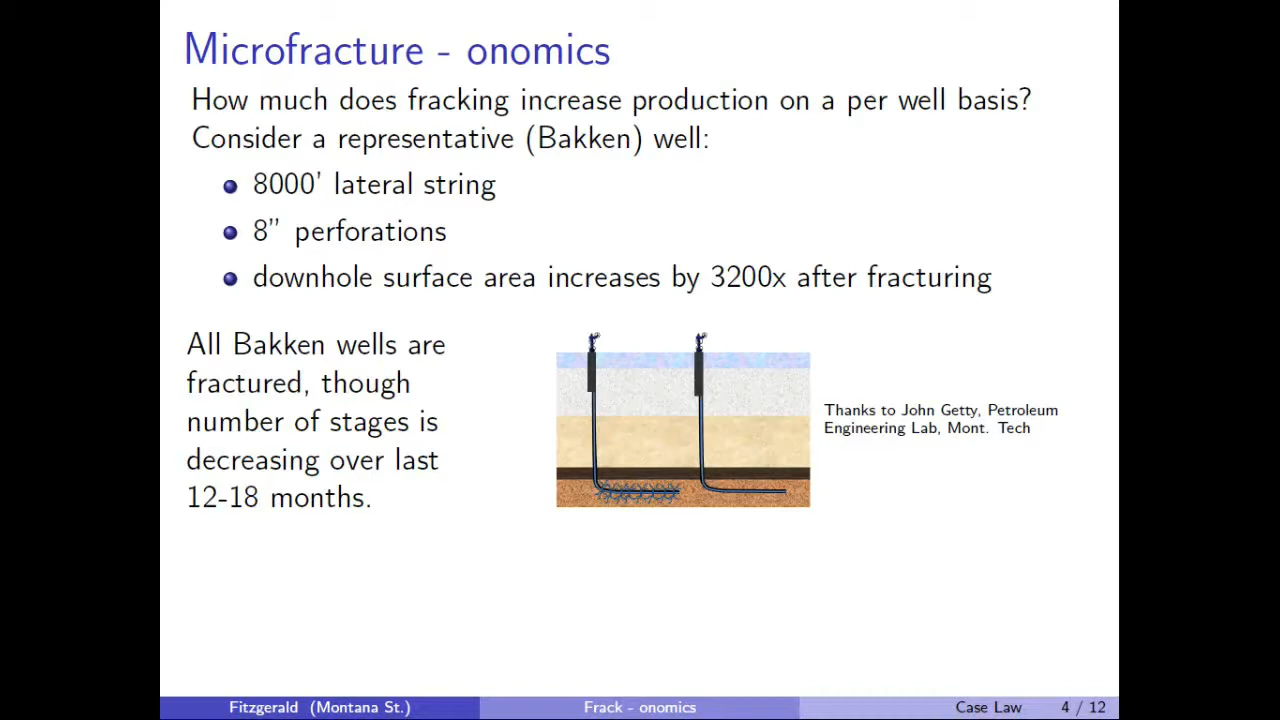 Microfracture - onomics
How much does fracking increase production on a per well basis?
Consider a representative (Bakken) well:
8000' lateral string
8” perforations
downhole surface area increases by 3200x after fracturing
All Bakken wells are
fractured, though
number of stages is
decreasing over last
12-18 months.
Thanks to John Getty, Petroleum
Engineering Lab, Mont. Tech
Fitzgerald (Montana St.) Frack - onomics Case Law 4 / 12